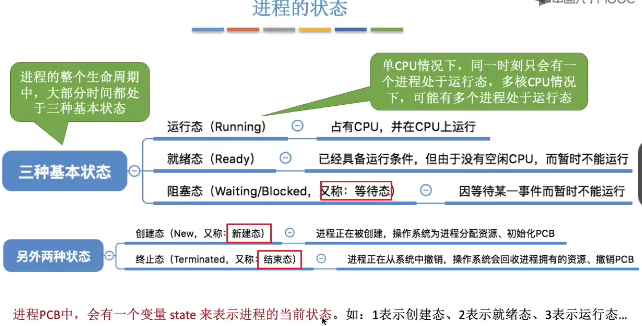 进程的状态
进程的整个生命周期
中，大部分时间都处
于三种基本状态
单CPU情况下，同一时刻只会有一
个进程处于运行态，多核CPU情况
下，可能有多个进程处于运行态
三种基本状态
运行态（Running）
占有CPU，并在CPU上运行
就绪态（Ready）
已经具备运行条件，但由于没有空闲CPU，而暂时不能运行
阻塞态（Waiting/Blocked，又称：等待态）
因等待某一事件而暂时不能运行
另外两种状态
创建态（New，又称：新建态）
进程正在被创建，操作系统为进程分配资源、初始化PCB
终止态（Terminated，又称：结束态）
进程正在从系统中撤销，操作系统会回收进程拥有的资源、撤销PCB
进程PCB中，会有一个变量 state 来表示进程的当前状态。如：1表示创建态、2表示就绪态、3表示运行态...